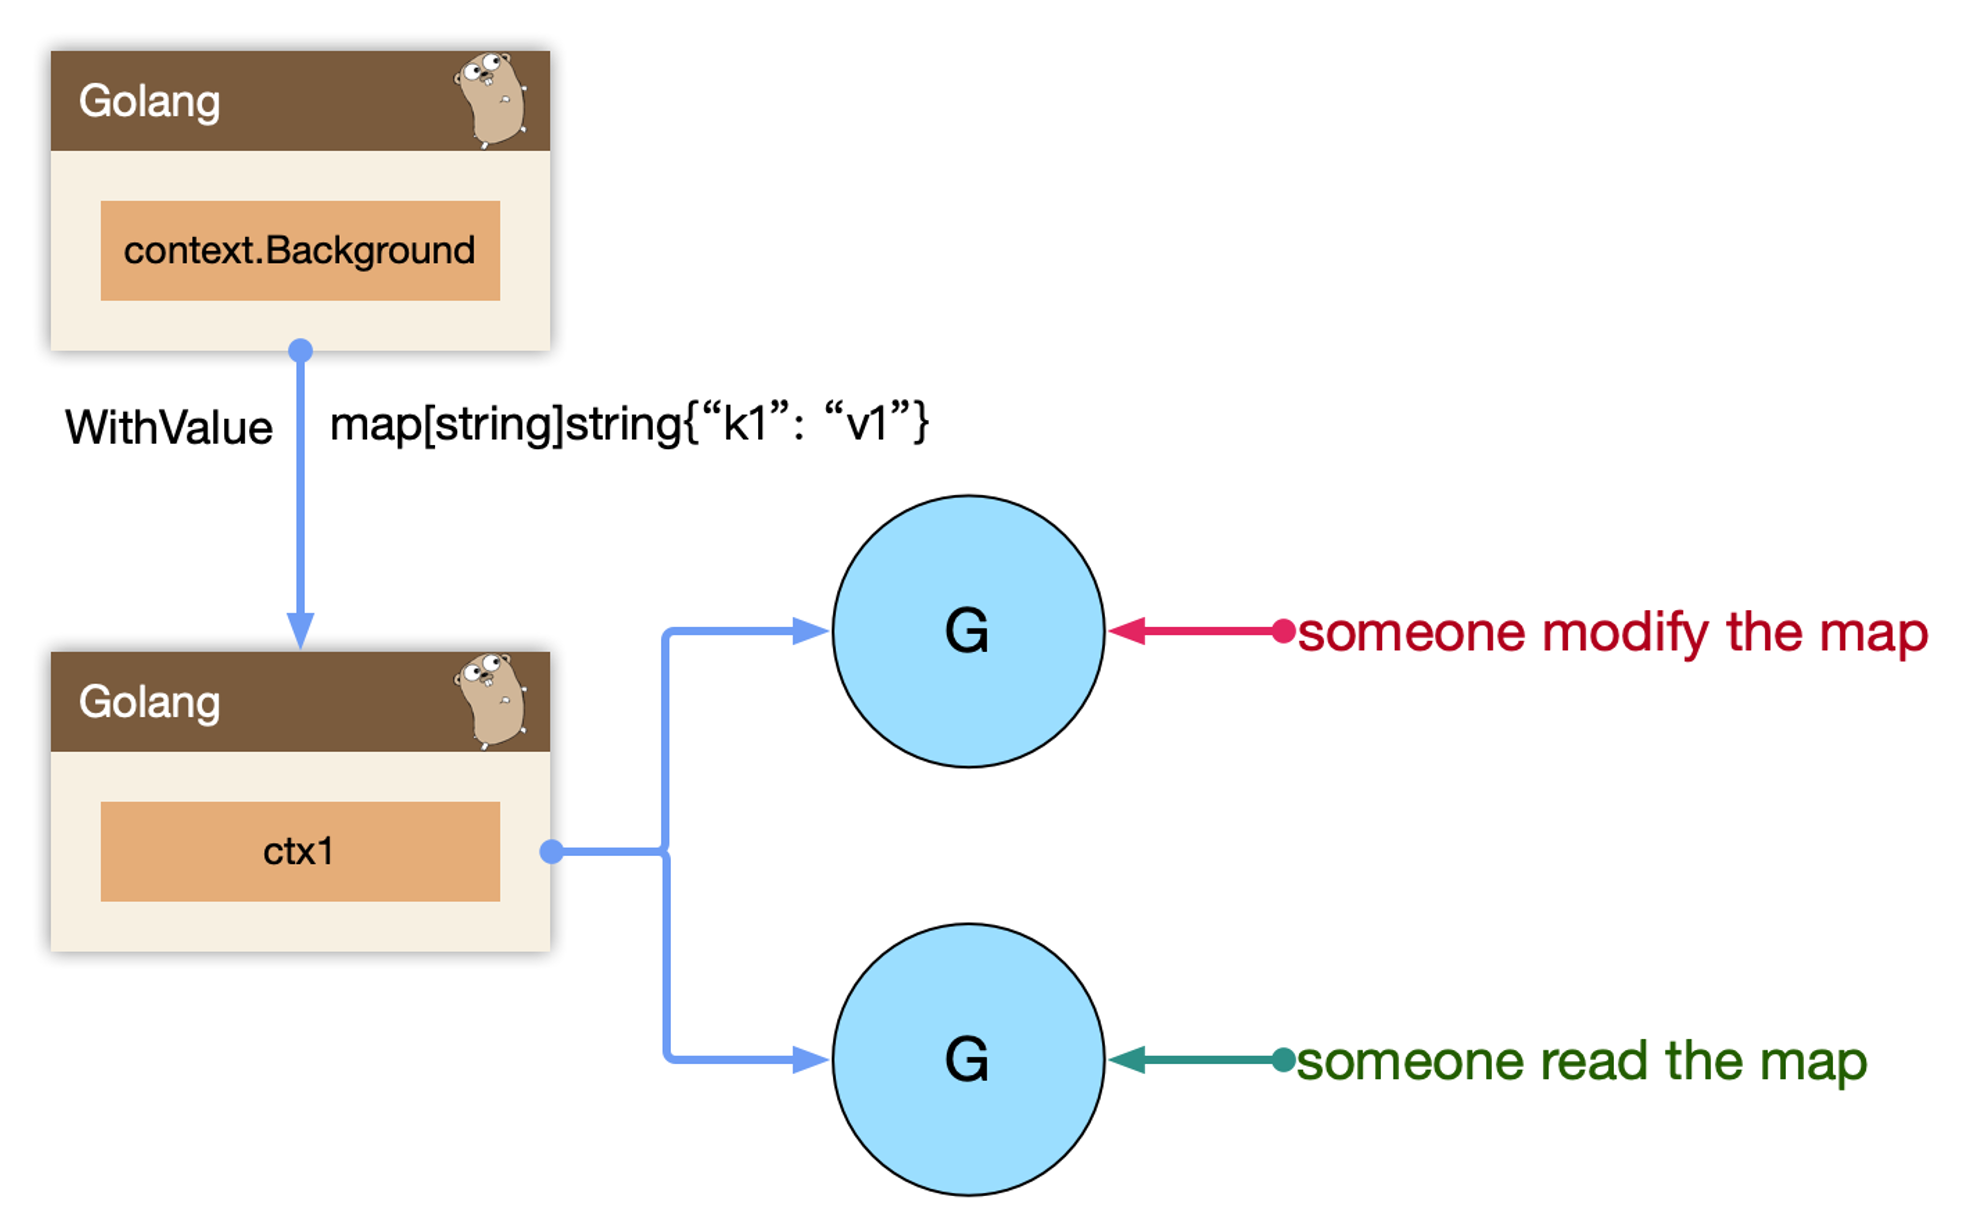 Golang
context.Background
WithValue
map[string]string{“k1”: “v1”}
G
someone modify the map
Golang
ctx1
G
someone read the map